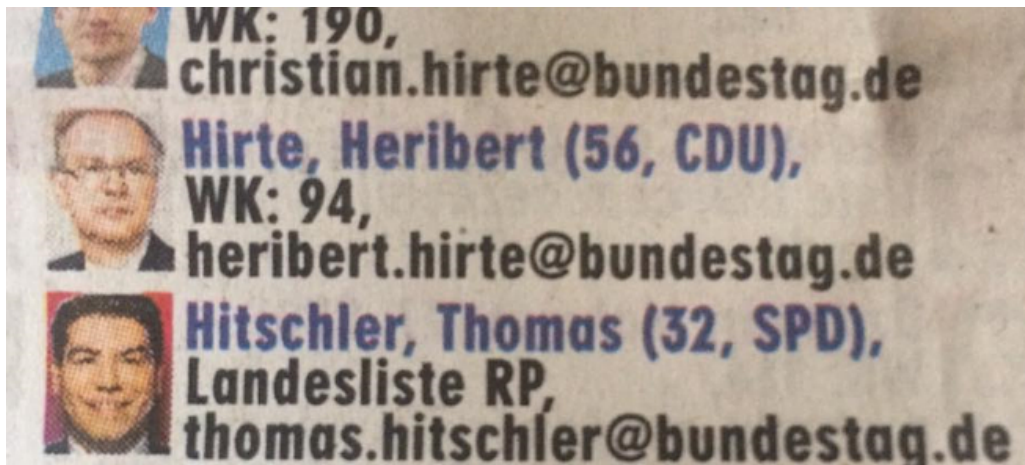 WK: 190,
christian.hirte@bundestag.de
Hirte, Heribert (56, CDU),
WK: 94,
heribert.hirte@bundestag.de
Hitschler, Thomas (32, SPD),
Landesliste RP,
thomas.hitschler@bundestag.de